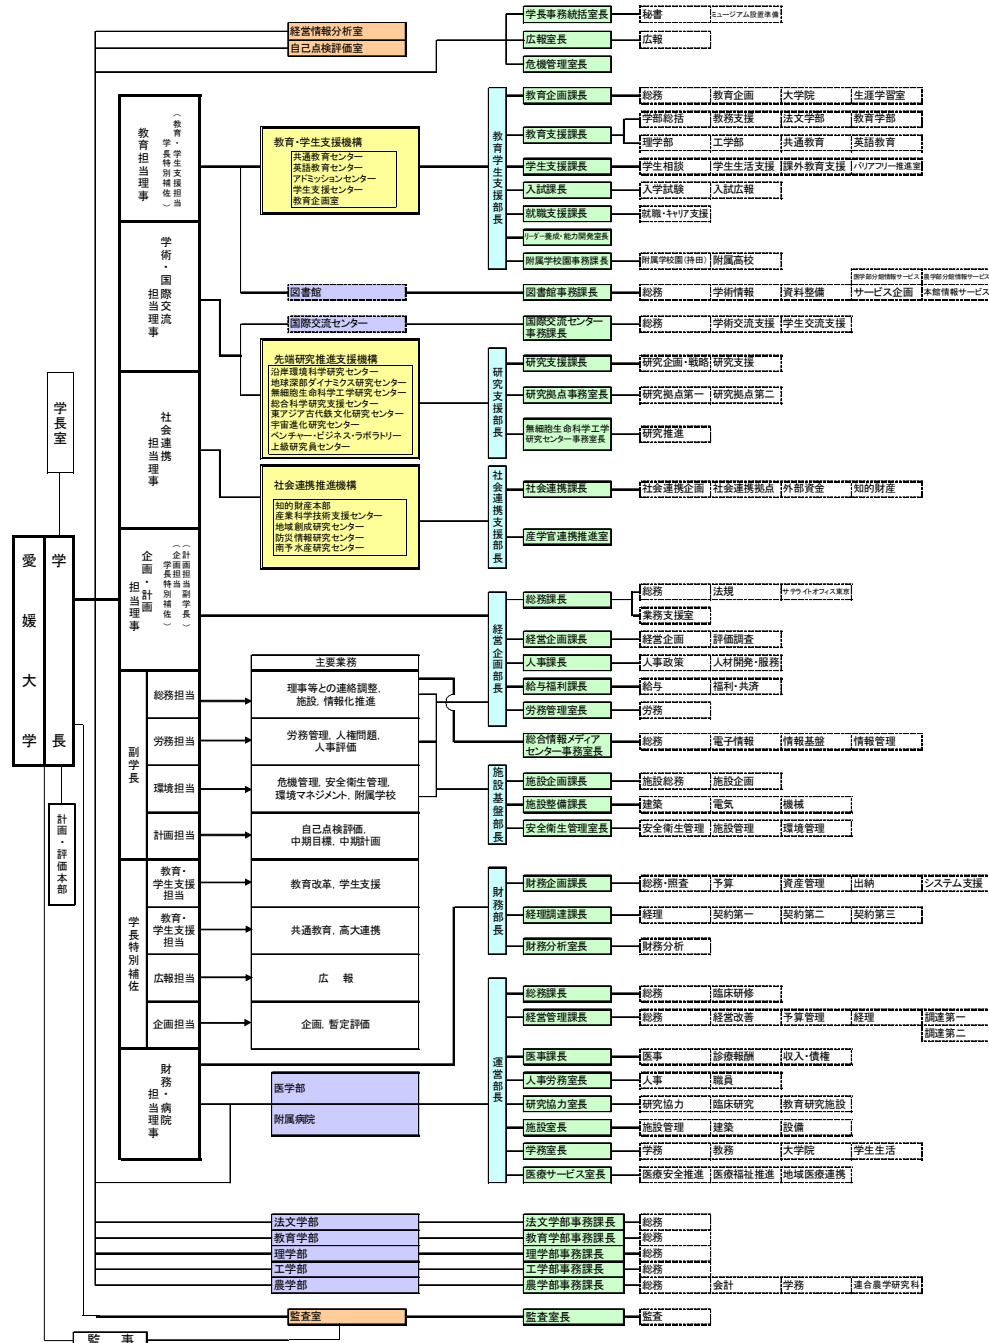 学長事務統括室長
秘書
ミュージアム設置準備
経営情報分析室
自己点検評価室
広報室長
広報
危機管理室長
教育担当理事
（教育・学生支援担当
学長特別補佐）
教育・学生支援機構
共通教育センター
英語教育センター
アドミッションセンター
学生支援センター
教育企画室
教育学生支援部長
教育企画課長
総務
教育企画
大学院
生涯学習室
教育支援課長
学部総括
教務支援
法文学部
教育学部
理学部
工学部
共通教育
英語教育
学生支援課長
学生相談
学生生活支援
課外教育支援
バリアフリー推進室
入試課長
入学試験
入試広報
就職支援課長
就職・キャリア支援
リーダー養成・能力開発室長
附属学校園事務課長
附属学校園(持田)
附属高校
学術・国際交流
担当理事
図書館
図書館事務課長
総務
学術情報
資料整備
医学部分館情報サービス
農学部分館情報サービス
サービス企画
本館情報サービス
国際交流センター
国際交流センター
事務課長
総務
学術交流支援
学生交流支援
先端研究推進支援機構
沿岸環境科学研究センター
地球深部ダイナミクス研究センター
無細胞生命科学工学研究センター
総合科学研究支援センター
東アジア古代鉄文化研究センター
宇宙進化研究センター
ベンチャー・ビジネス・ラボラトリー
上級研究員センター
研究支援部長
研究支援課長
研究企画・戦略
研究支援
研究拠点事務室長
研究拠点第一
研究拠点第二
無細胞生命科学工学
研究センター事務室長
研究推進
学長室
社会連携
担当理事
社会連携推進機構
知的財産本部
産業科学技術支援センター
地域創成研究センター
防災情報研究センター
南予水産研究センター
社会連携支援部長
社会連携課長
社会連携企画
社会連携拠点
外部資金
知的財産
産学官連携推進室
愛媛大学
学長
企画・計画
担当理事
（計画担当副学長）
（企画担当
学長特別補佐）
経営企画部長
総務課長
総務
法規
サテライトオフィス東京
業務支援室
経営企画課長
経営企画
評価調査
人事課長
人事政策
人材開発・服務
給与福利課長
給与
福利・共済
労務管理室長
労務
主要業務
副学長
総務担当
理事等との連絡調整,
施設, 情報化推進
労務担当
労務管理, 人権問題,
人事評価
環境担当
危機管理, 安全衛生管理,
環境マネジメント, 附属学校
計画担当
自己点検評価,
中期目標, 中期計画
総合情報メディア
センター事務室長
総務
電子情報
情報基盤
情報管理
施設基盤部長
施設企画課長
施設総務
施設企画
施設整備課長
建築
電気
機械
安全衛生管理室長
安全衛生管理
施設管理
環境管理
計画・評価本部
学長特別補佐
教育・
学生支援
担当
教育改革, 学生支援
教育・
学生支援
担当
共通教育, 高大連携
広報担当
広 報
企画担当
企画, 暫定評価
財務部長
財務企画課長
総務・照査
予算
資産管理
出納
システム支援
経理調達課長
経理
契約第一
契約第二
契約第三
財務分析室長
財務分析
財務・病院
担当理事
医学部
附属病院
運営部長
総務課長
総務
臨床研修
経営管理課長
総務
経営改善
予算管理
経理
調達第一
調達第二
医事課長
医事
診療報酬
収入・債権
人事労務室長
人事
職員
研究協力室長
研究協力
臨床研究
教育研究施設
施設室長
施設管理
建築
設備
学務室長
学務
教務
大学院
学生生活
医療サービス室長
医療安全推進
医療福祉推進
地域医療連携
法文学部
法文学部事務課長
総務
教育学部
教育学部事務課長
総務
理学部
理学部事務課長
総務
工学部
工学部事務課長
総務
農学部
農学部事務課長
総務
会計
学務
連合農学研究科
監査室
監査室長
監査
監 事